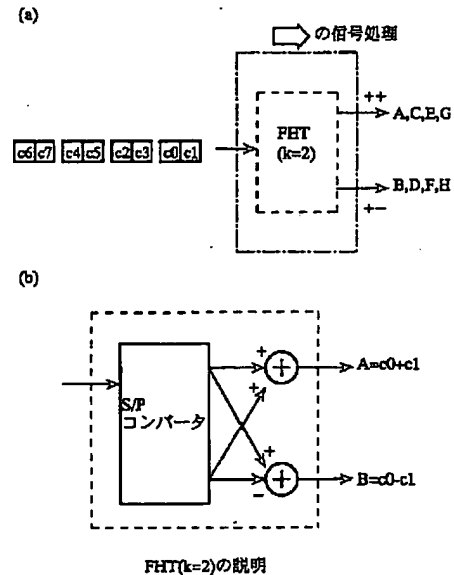 (a)
の信号処理
++
A,C,E,G
FHT
(k=2)
c6 c7 c4 c5 c2 c3 c0 c1
B,D,F,H
+−
(b)
+
A=c0+c1
+
S/P
コンバータ
+
B=c0-c1
−
FHT(k=2)の説明